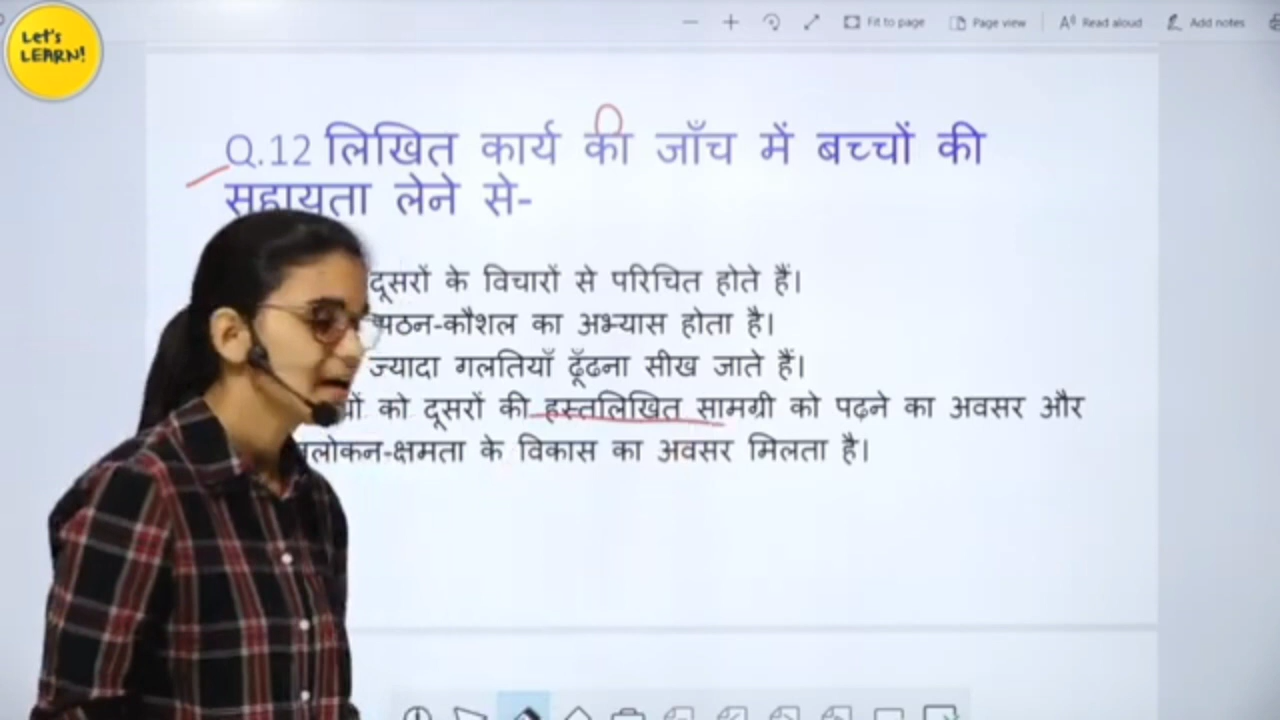 Let's
LEARN!
Fit to page
Page view
Read aloud
Add notes
Q.12 लिखित कार्य की जाँच में बच्चों की
सहायता लेने से-
दूसरों के विचारों से परिचित होते हैं।
पठन-कौशल का अभ्यास होता है।
ज्यादा गलतियाँ ढूँढना सीख जाते हैं।
को दूसरों की हस्तलिखित सामग्री को पढ़ने का अवसर और
क्षमता के विकास का अवसर मिलता है।